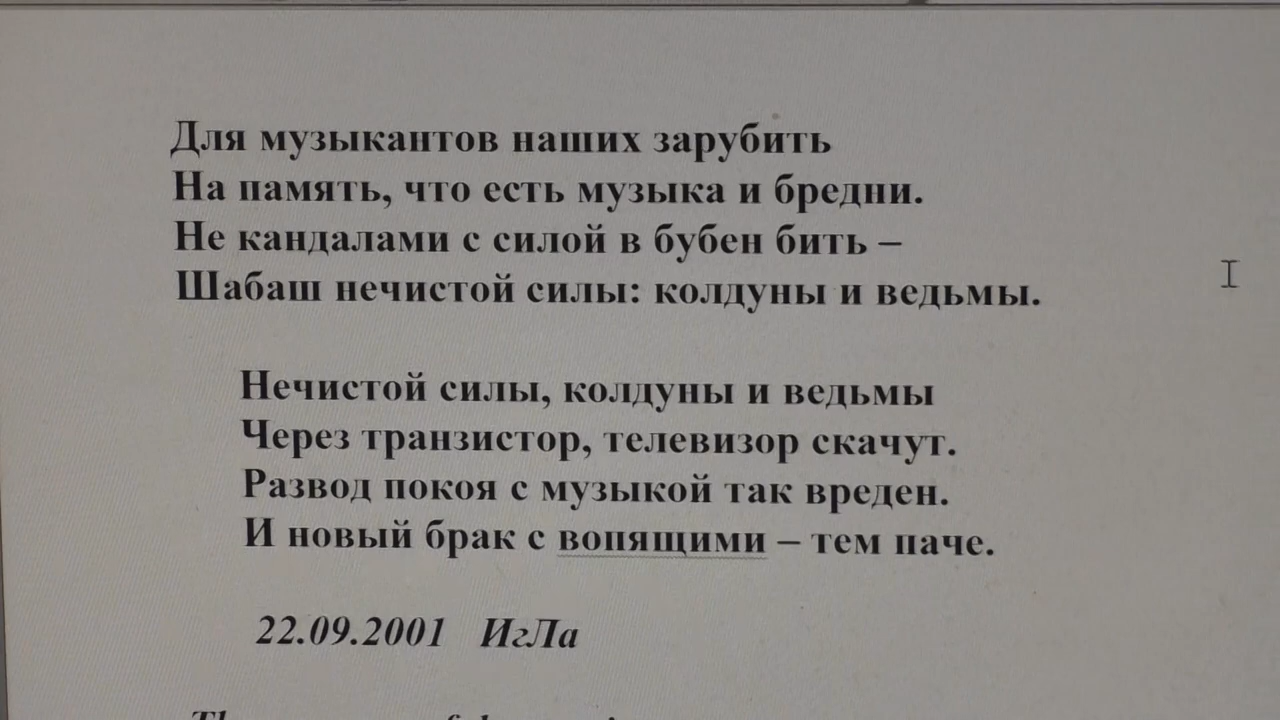 Для музыкантов наших зарубить
На память, что есть музыка и бредни.
Не кандалами с силой в бубен бить –
Шабаш нечистой силы: колдуны и ведьмы.
Нечистой силы, колдуны и ведьмы
Через транзистор, телевизор скачут.
Развод покоя с музыкой так вреден.
И новый брак с вопящими – тем паче.
22.09.2001 ИгЛа